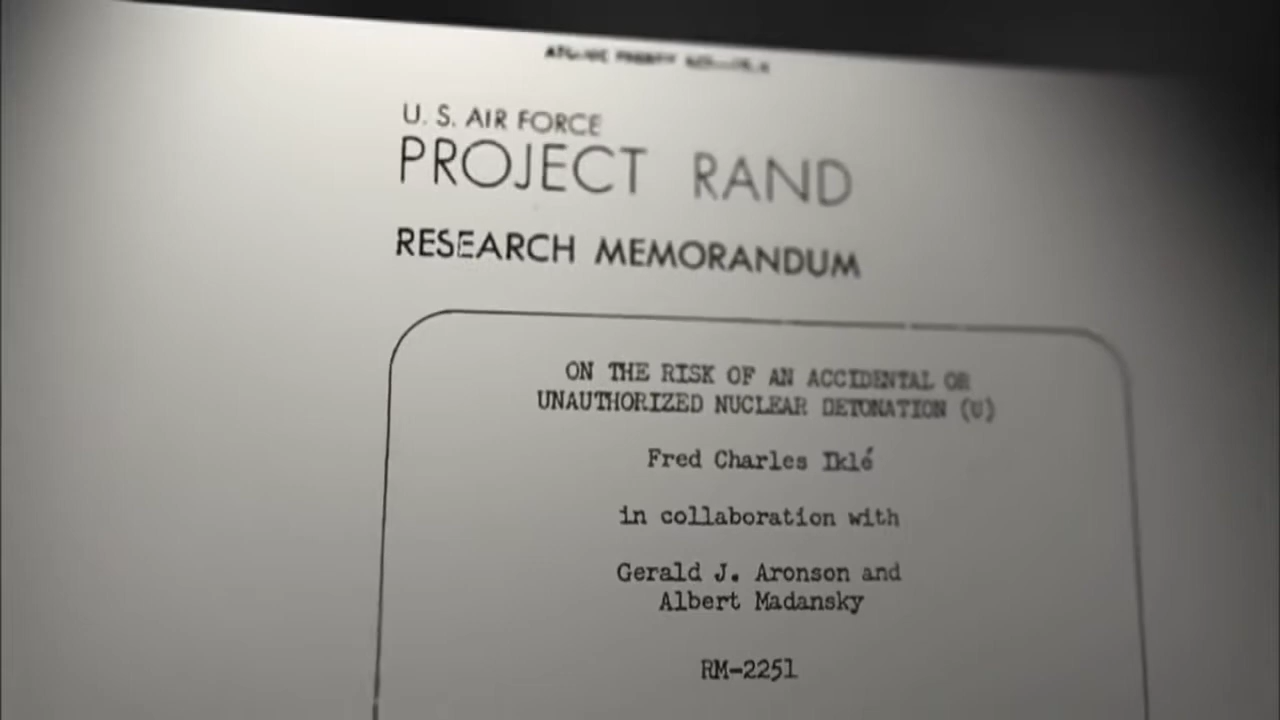 U. S. AIR FORCE
PROJECT RAND
RESEARCH MEMORANDUM
ON THE RISK OF AN ACCIDENTAL OR
UNAUTHORIZED NUCLEAR DETONATION (U)
Fred Charles Iklé
in collaboration with
Gerald J. Aronson and
Albert Madansky
RM-2251